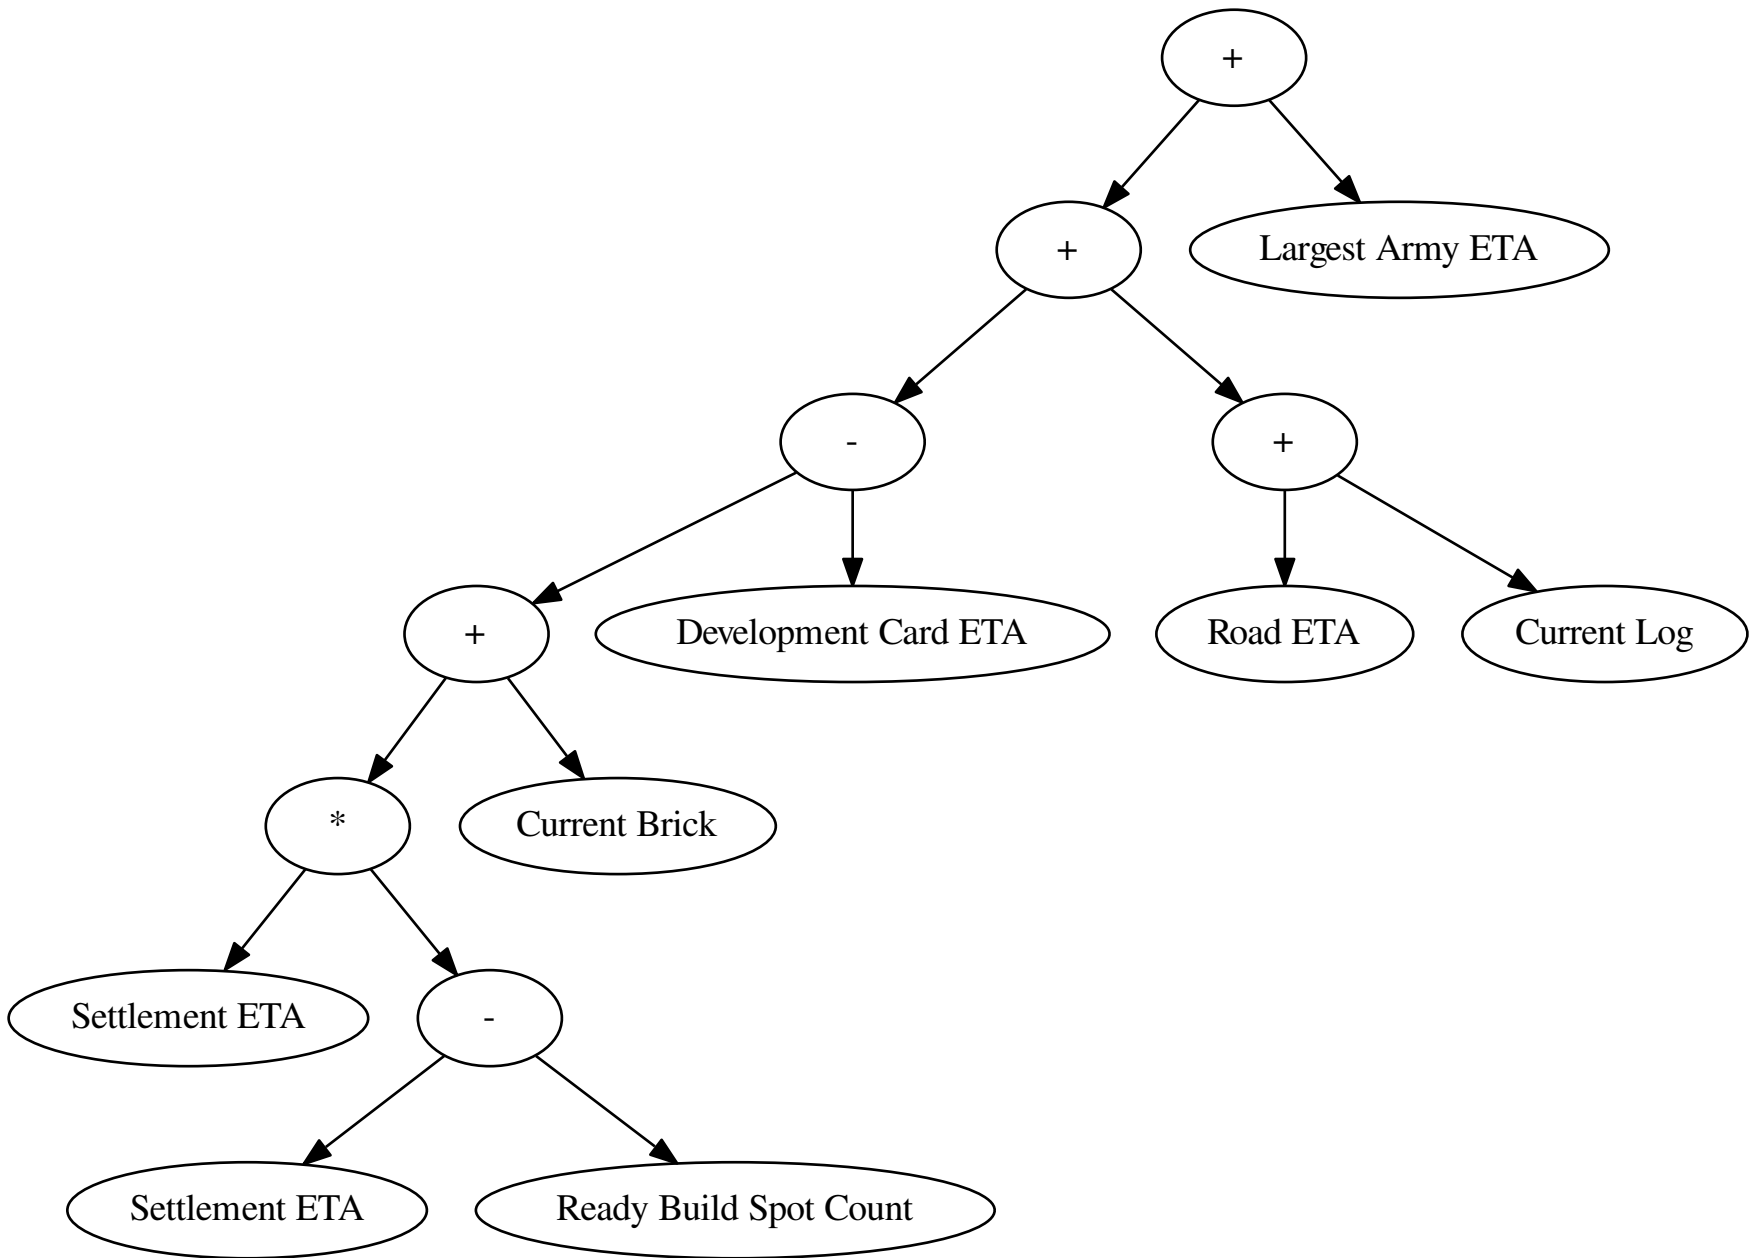 +
+
Largest Army ETA
-
+
+
Development Card ETA
Road ETA
Current Log
*
Current Brick
Settlement ETA
-
Settlement ETA
Ready Build Spot Count